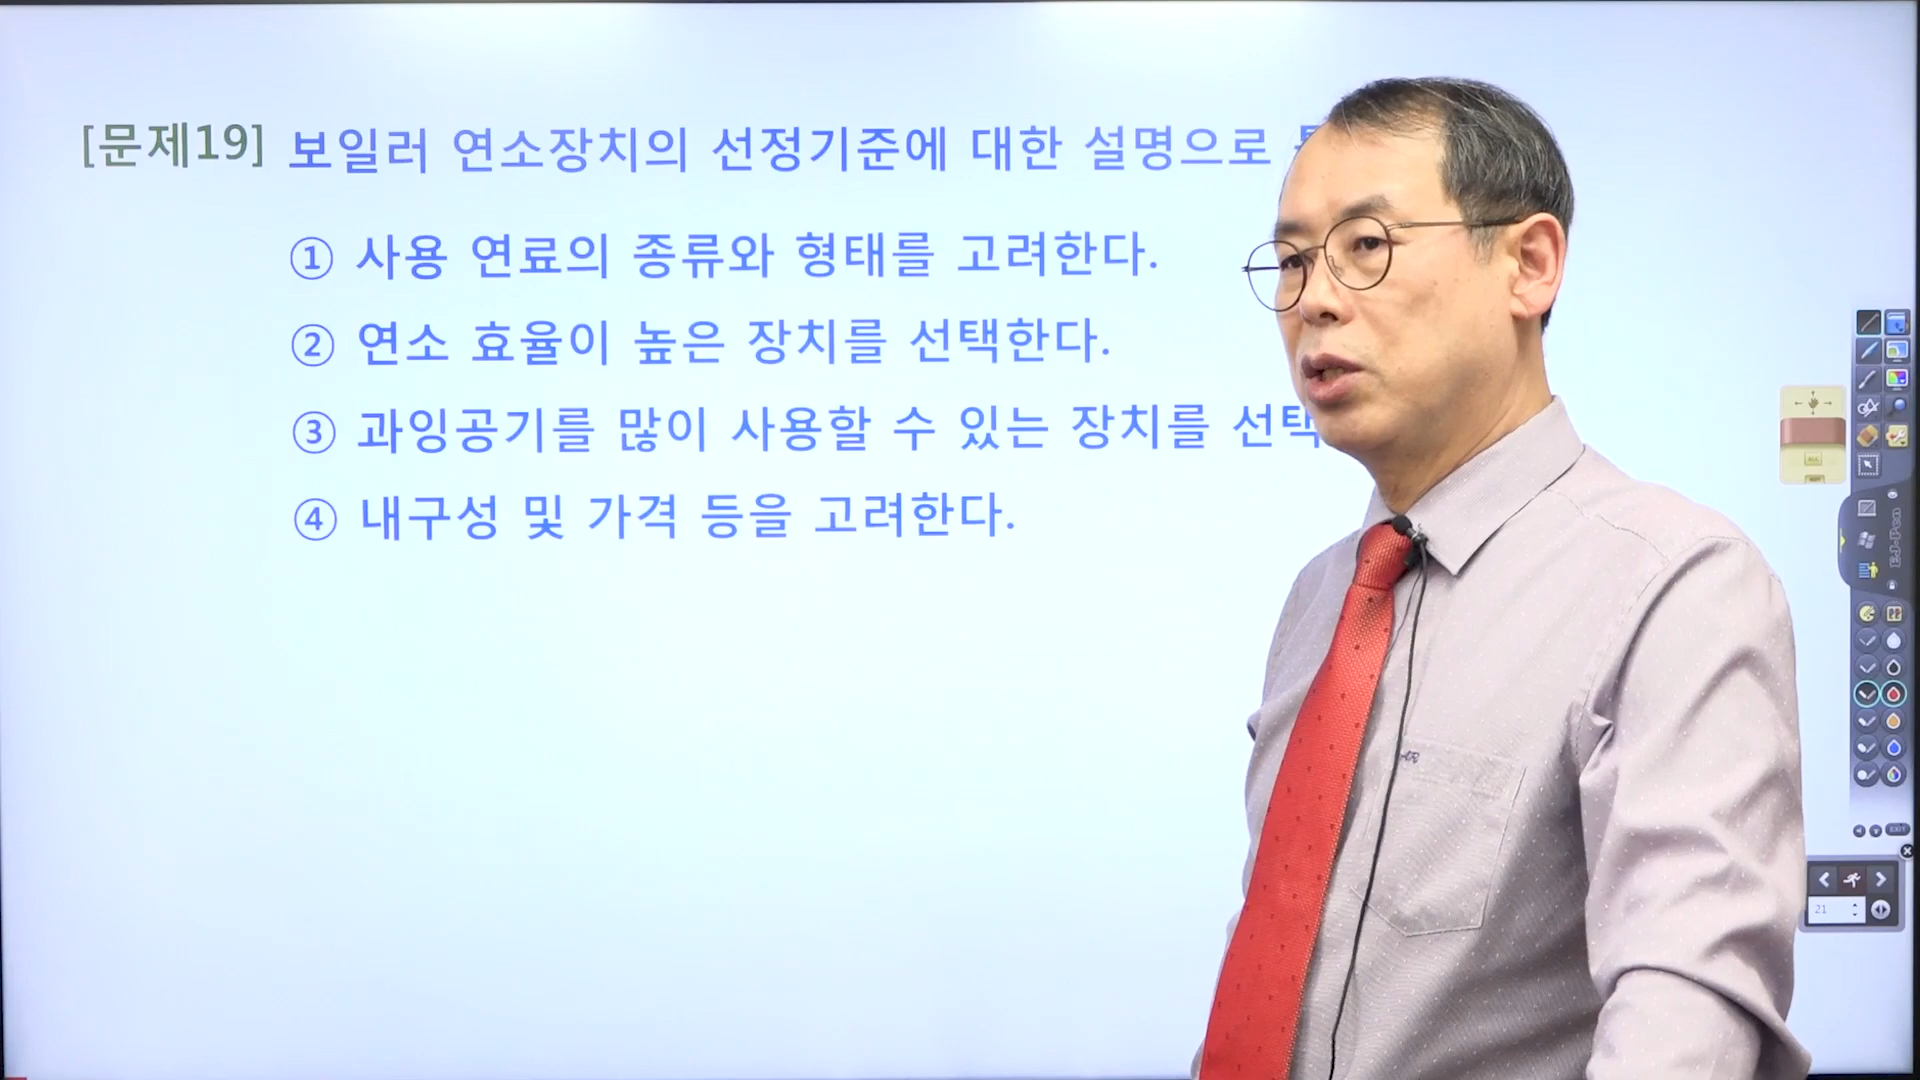 [문제19] 보일러 연소장치의 선정기준에 대한 설명으로
① 사용 연료의 종류와 형태를 고려한다.
② 연소 효율이 높은 장치를 선택한다.
③ 과잉공기를 많이 사용할 수 있는 장치를 선택
④ 내구성 및 가격 등을 고려한다.
EXIT
21